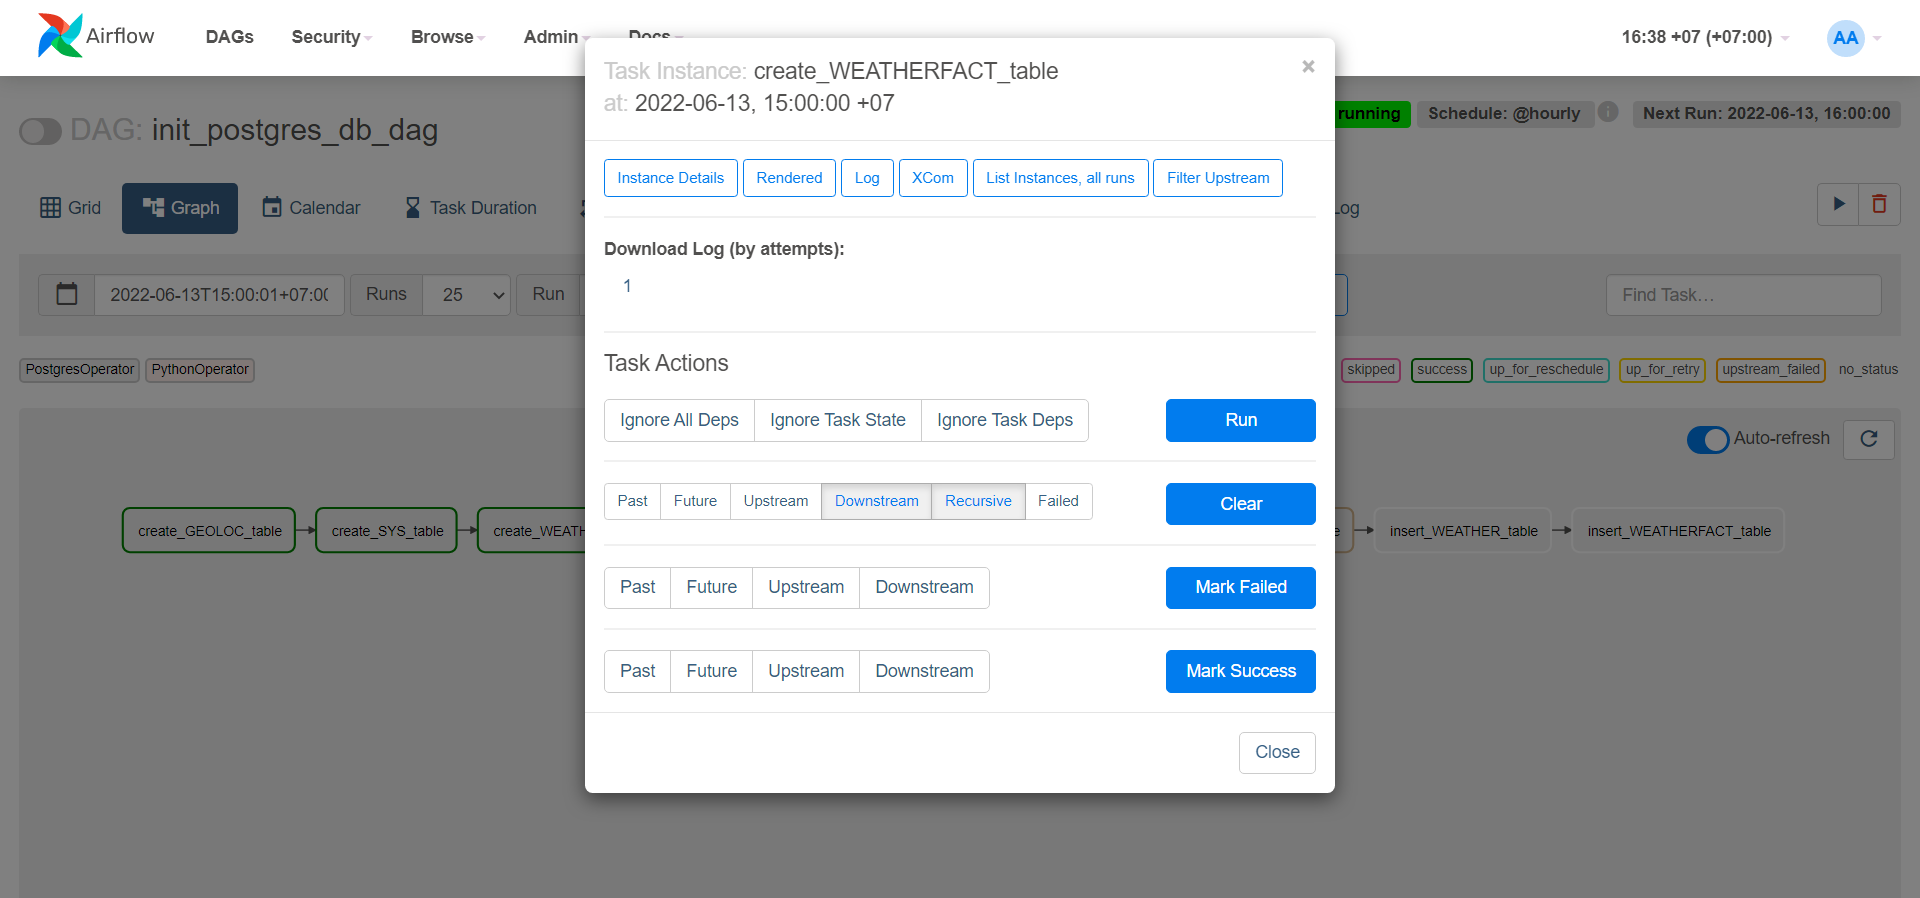 Airflow DAGs Security Browse Admin Docs 16:38 +07 (+07:00) AA
Task Instance: create_WEATHERFACT_table ×
at: 2022-06-13, 15:00:00 +07
DAG: init_postgres_db_dag running Schedule: @hourly Next Run: 2022-06-13, 16:00:00
Instance Details Rendered Log XCom List Instances, all runs Filter Upstream
Grid Graph Calendar Task Duration Log
Download Log (by attempts):
1
2022-06-13T15:00:01+07:00 Runs 25 Run Find Task…
Task Actions
PostgresOperator PythonOperator skipped success up_for_reschedule up_for_retry upstream_failed no_status
Ignore All Deps Ignore Task State Ignore Task Deps Run
Auto-refresh
Past Future Upstream Downstream Recursive Failed Clear
create_GEOLOC_table create_SYS_table create_WEATH e insert_WEATHER_table insert_WEATHERFACT_table
Past Future Upstream Downstream Mark Failed
Past Future Upstream Downstream Mark Success
Close